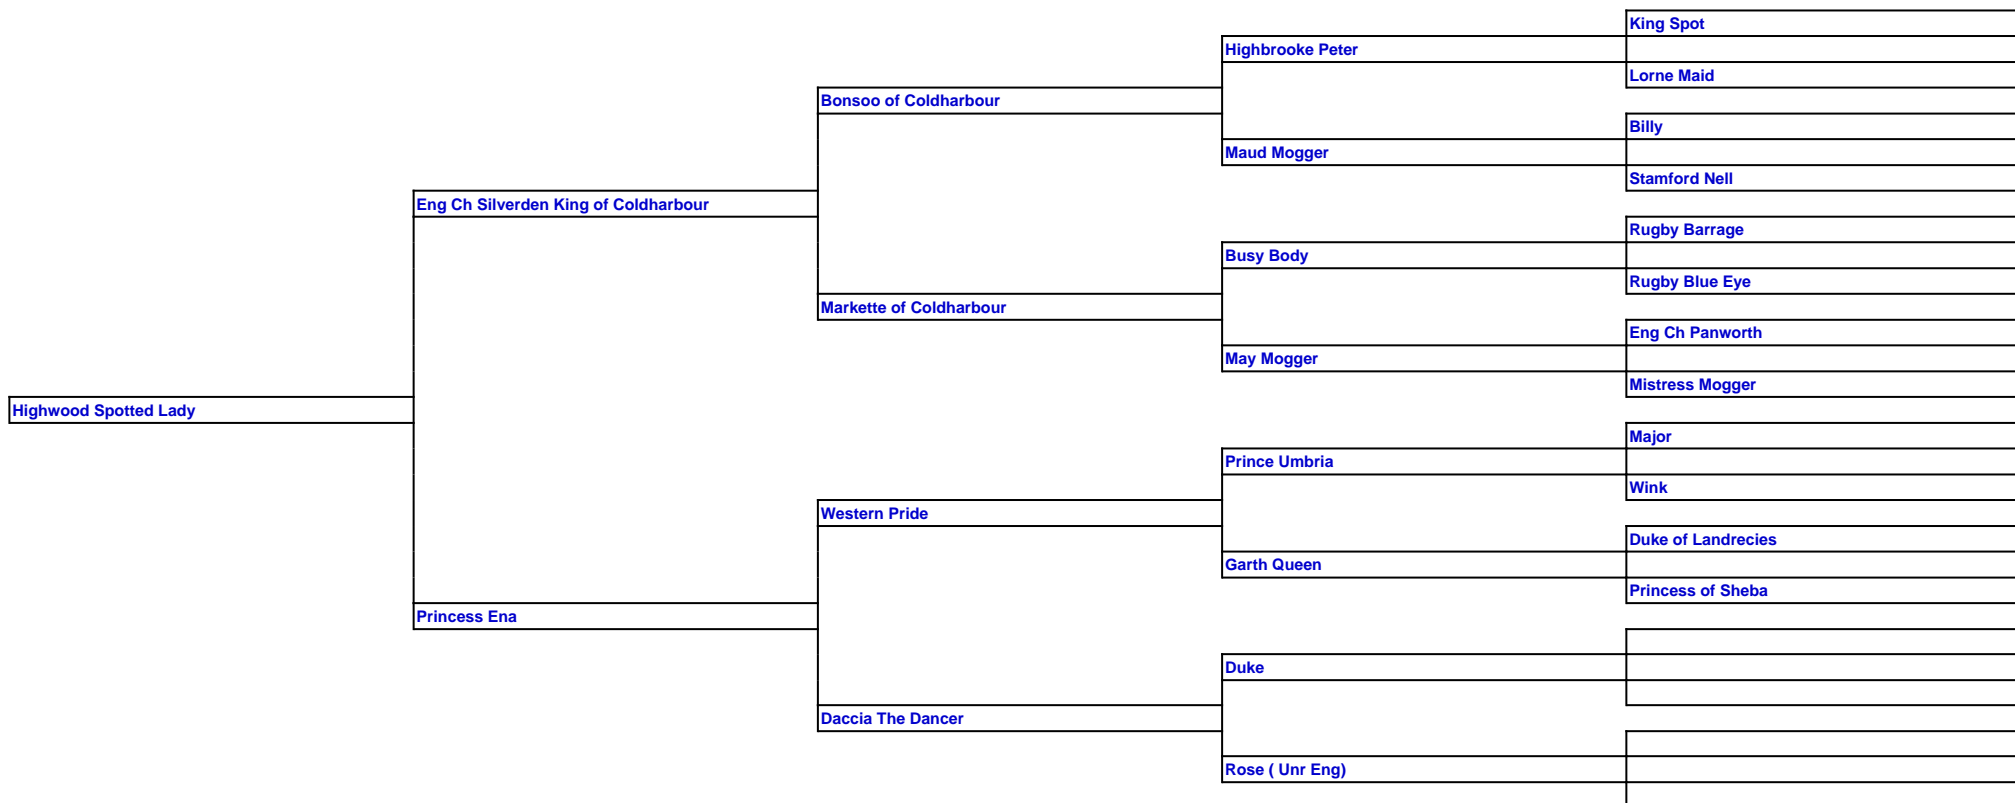 King Spot
Highbrooke Peter
Lorne Maid
Bonsoo of Coldharbour
Billy
Maud Mogger
Stamford Nell
Eng Ch Silverden King of Coldharbour
Rugby Barrage
Busy Body
Rugby Blue Eye
Markette of Coldharbour
Eng Ch Panworth
May Mogger
Mistress Mogger
Highwood Spotted Lady
Major
Prince Umbria
Wink
Western Pride
Duke of Landrecies
Garth Queen
Princess of Sheba
Princess Ena
Duke
Daccia The Dancer
Rose ( Unr Eng)